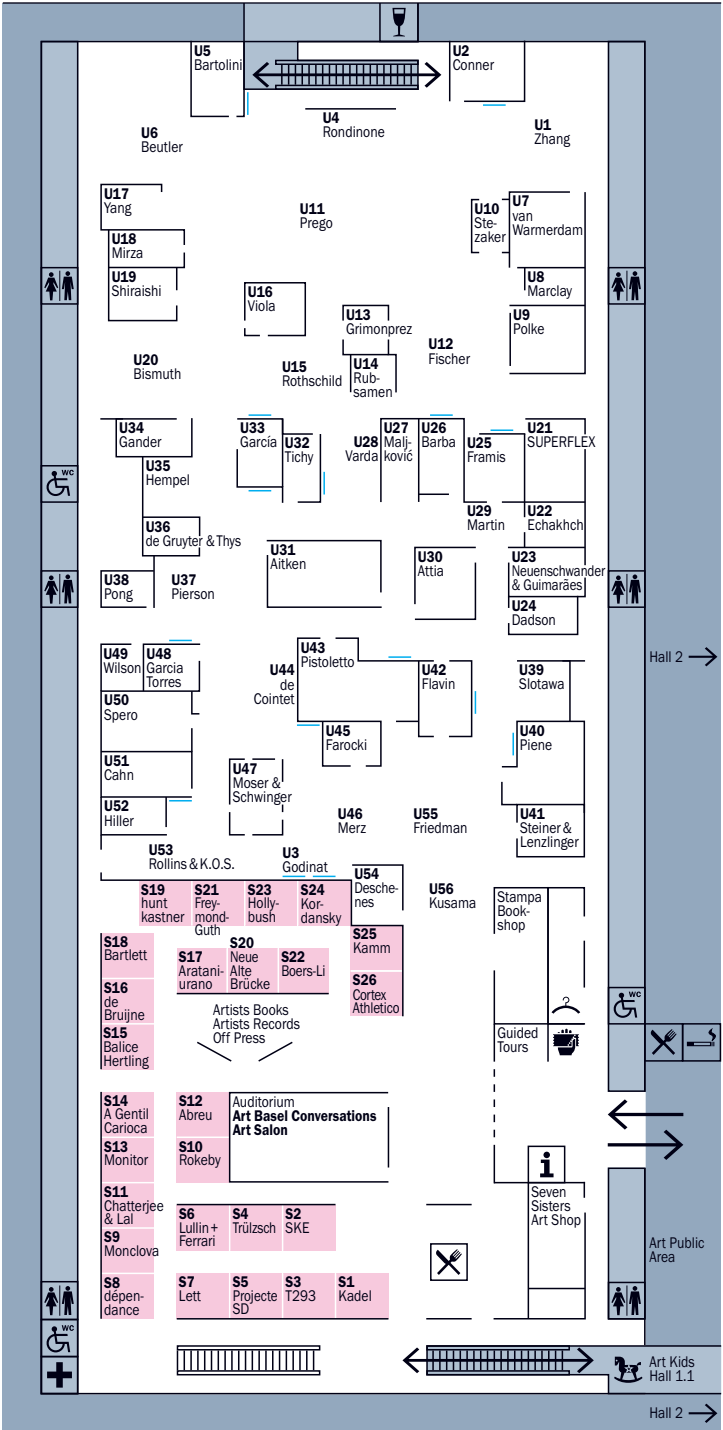 U5
Bartolini
U2
Conner
U4
Rondinone
U6
Beutler
U1
Zhang
U17
Yang
U11
Prego
U10
Ste-
zaker
U7
van
Warmerdam
U18
Mirza
U19
Shiraishi
U16
Viola
U8
Marclay
U13
Grimonprez
U9
Polke
U12
Fischer
U20
Bismuth
U15
Rothschild
U14
Rub-
samen
U34
Gander
U33
García
U32
Tichy
U28
Varda
U27
Malj-
ković
U26
Barba
U25
Framis
U21
SUPERFLEX
WC
U35
Hempel
U29
Martin
U22
Echakhch
U36
de Gruyter & Thys
U31
Aitken
U30
Attia
U23
Neuenschwander
& Guimarães
U38
Pong
U37
Pierson
U24
Dadson
Hall 2
U49
Wilson
U48
Garcia
Torres
U43
Pistoletto
U44
de
Cointet
U42
Flavin
U39
Slotawa
U50
Spero
U45
Farocki
U40
Piene
U51
Cahn
U47
Moser &
Schwinger
U52
Hiller
U46
Merz
U55
Friedman
U41
Steiner &
Lenzlinger
U53
Rollins & K.O.S.
U3
Godinat
U54
Desche-
nes
U56
Kusama
Stampa
Book-
shop
S19
hunt
kastner
S21
Frey-
mond-
Guth
S23
Holly-
bush
S24
Kor-
dansky
S25
Kamm
S18
Bartlett
S17
Aratani-
urano
S20
Neue
Alte
Brücke
S22
Boers-Li
S26
Cortex
Athletico
S16
de
Bruijne
WC
Artists Books
Artists Records
Off Press
S15
Balice
Hertling
Guided
Tours
S14
A Gentil
Carioca
S12
Abreu
Auditorium
Art Basel Conversations
Art Salon
S13
Monitor
S10
Rokeby
i
S11
Chatterjee
& Lal
S6
Lullin +
Ferrari
S4
Trülzsch
S2
SKE
Seven
Sisters
Art Shop
S9
Monclova
Art Public
Area
S8
dépen-
dance
S7
Lett
S5
Projecte
SD
S3
T293
S1
Kadel
WC
Art Kids
Hall 1.1
Hall 2